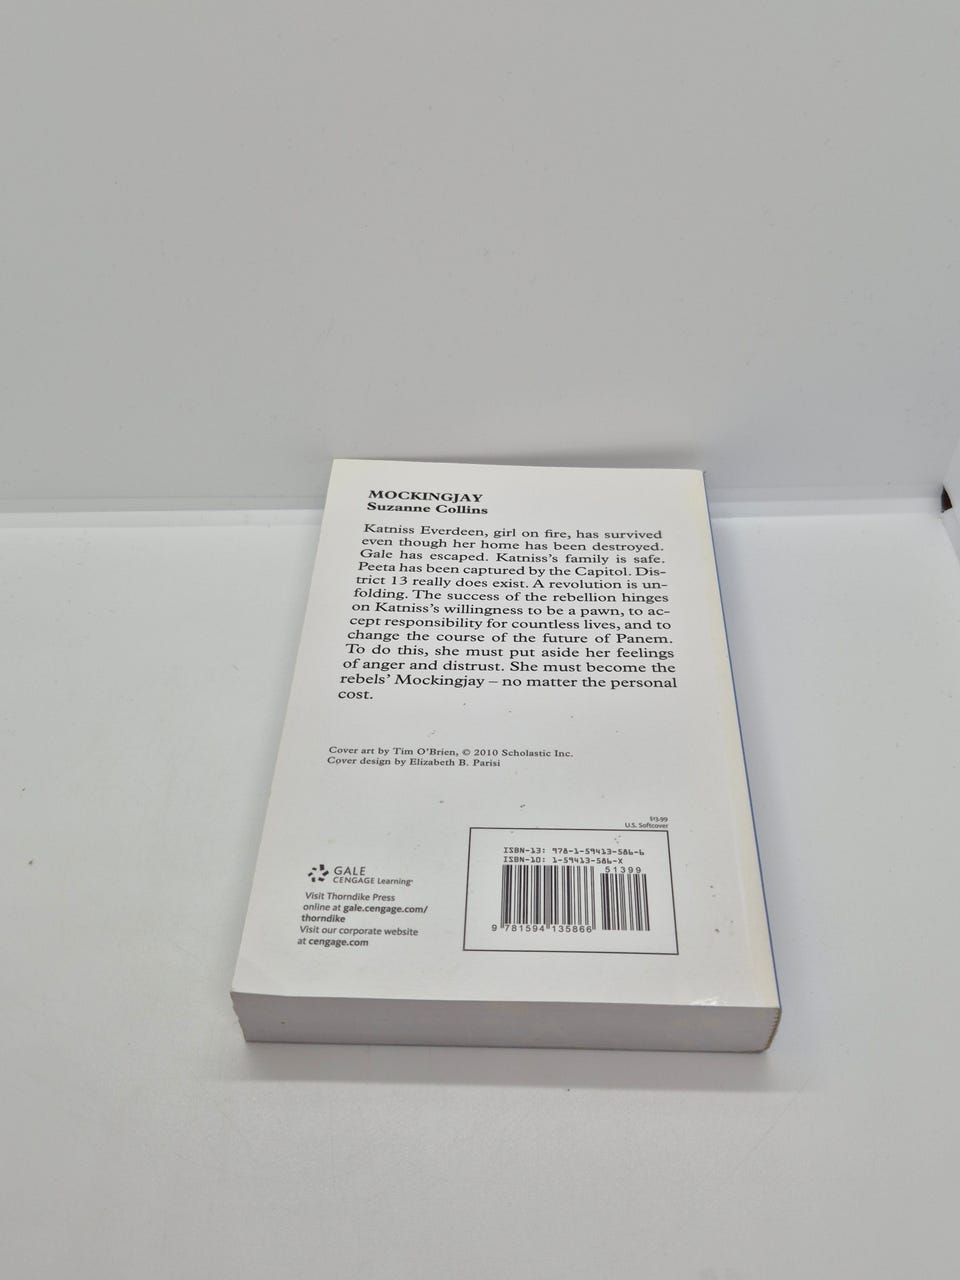 MOCKINGJAY
Suzanne Collins
Katniss Everdeen, girl on fire, has survived
even though her home has been destroyed.
Gale has escaped. Katniss's family is safe.
Peeta has been captured by the Capitol. Dis-
trict 13 really does exist. A revolution is un-
folding. The success of the rebellion hinges
on Katniss's willingness to be a pawn, to ac-
cept responsibility for countless lives, and to
change the course of the future of Panem.
To do this, she must put aside her feelings
of anger and distrust. She must become the
rebels' Mockingjay – no matter the personal
cost.
Cover art by Tim O'Brien, © 2010 Scholastic Inc.
Cover design by Elizabeth B. Parisi
$13.99
U.S. Softcover
ISBN-13: 978-1-59413-586-6
ISBN-10: 1-59413-586-X
51399
9 781594 135866
GALE
CENGAGE Learning·
Visit Thorndike Press
online at gale.cengage.com/
thorndike
Visit our corporate website
at cengage.com